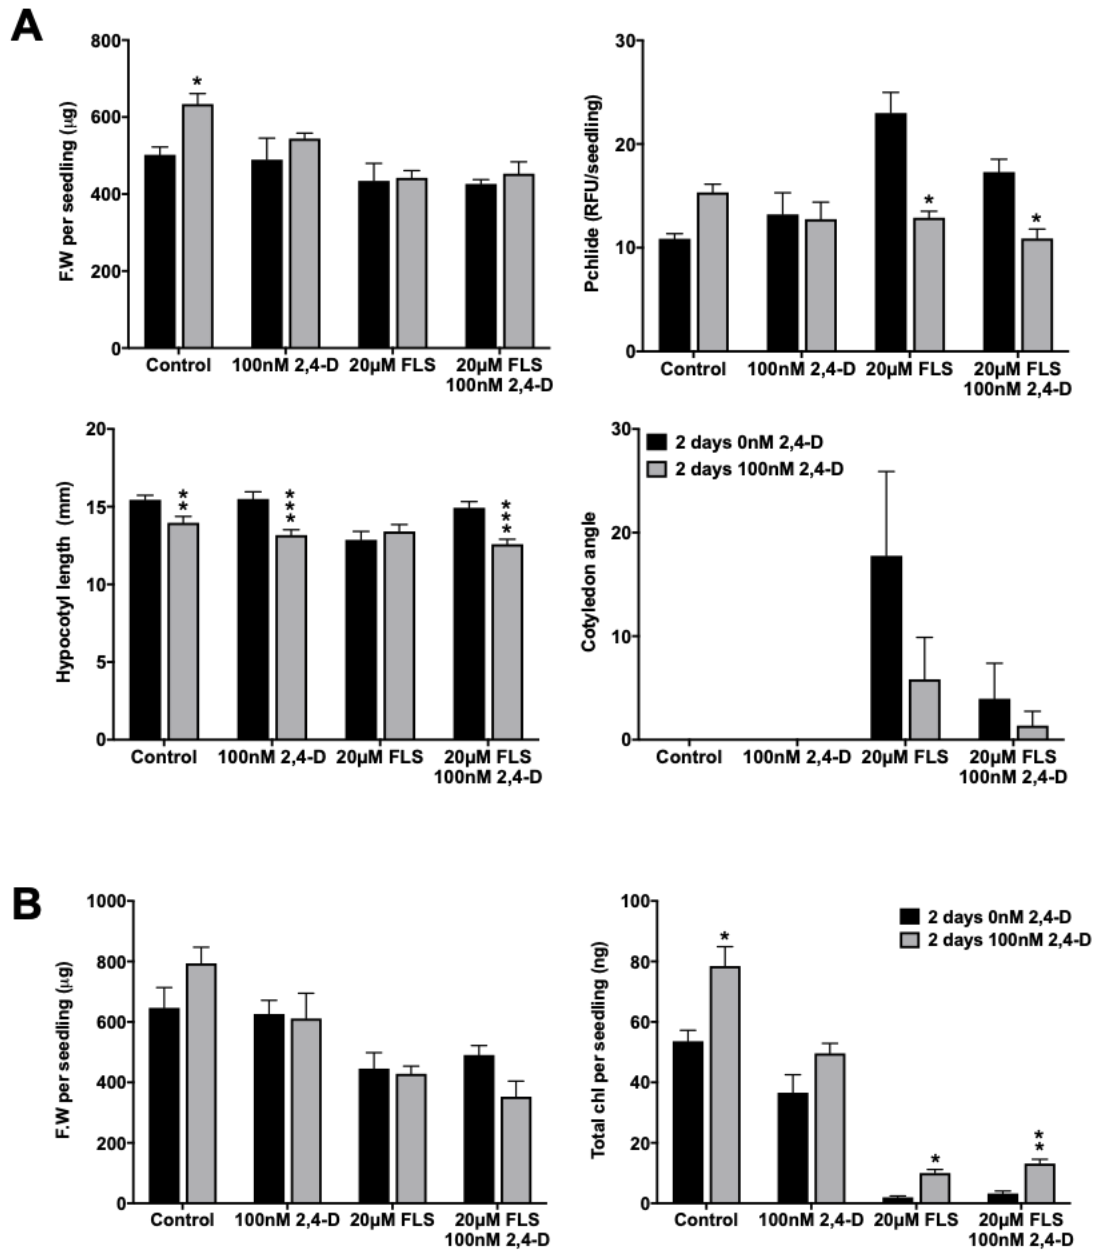 A
F.W per seedling (µg)
800
600
400
200
0
*
Control
100nM 2,4-D
20µM FLS
20µM FLS
100nM 2,4-D
Pchlide (RFU/seedling)
30
20
10
0
*
*
Control
100nM 2,4-D
20µM FLS
20µM FLS
100nM 2,4-D
Hypocotyl length (mm)
20
15
10
5
0
**
***
***
Control
100nM 2,4-D
20µM FLS
20µM FLS
100nM 2,4-D
Cotyledon angle
30
20
10
0
2 days 0nM 2,4-D
2 days 100nM 2,4-D
Control
100nM 2,4-D
20µM FLS
20µM FLS
100nM 2,4-D
B
F.W per seedling (µg)
1000
800
600
400
200
0
Control
100nM 2,4-D
20µM FLS
20µM FLS
100nM 2,4-D
Total chl per seedling (ng)
100
80
60
40
20
0
2 days 0nM 2,4-D
2 days 100nM 2,4-D
*
*
**
Control
100nM 2,4-D
20µM FLS
20µM FLS
100nM 2,4-D